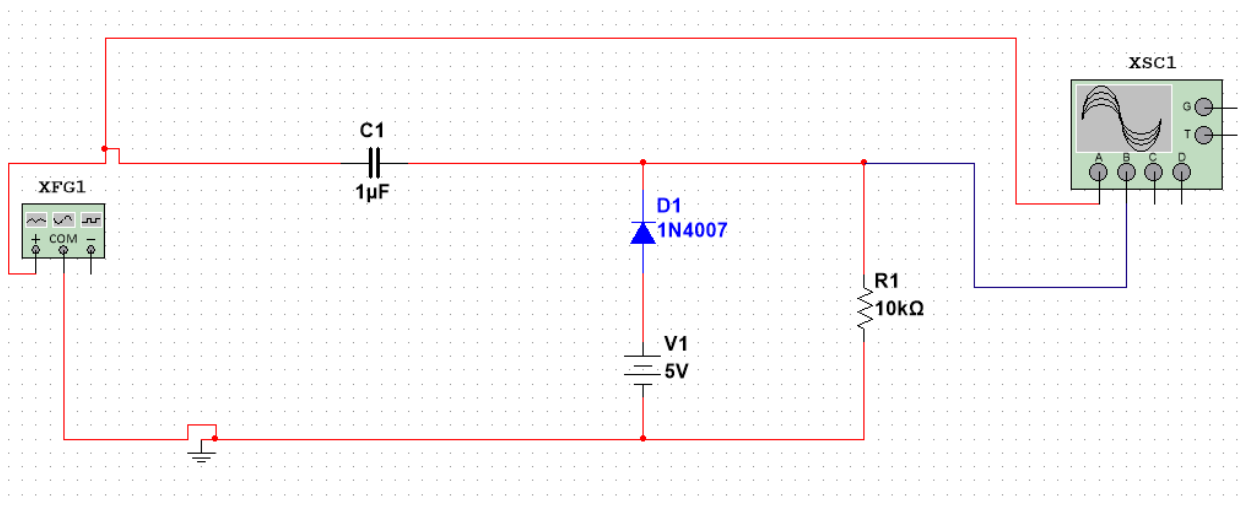 XSC1
G
T
A B C D
C1
1µF
XFG1
+ COM −
D1
1N4007
R1
10kΩ
V1
5V